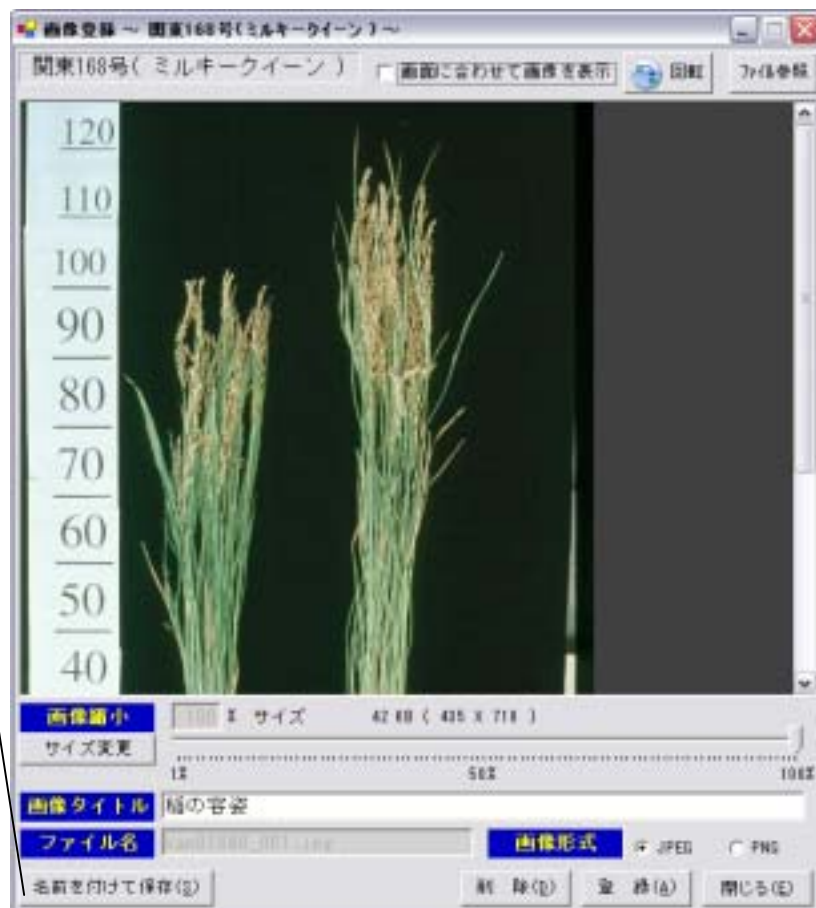 画像登録 ～ 関東168号(ミルキークイーン) ～
関東168号( ミルキークイーン )
画面に合わせて画像を表示
回転
ファイル参照
120
110
100
90
80
70
60
50
40
画像縮小
100 % サイズ 42 KB ( 435 X 718 )
サイズ変更
1% 50% 100%
画像タイトル 稲の容姿
ファイル名
画像形式 JPEG PNG
名前を付けて保存(S) 削 除(D) 登 録(A) 閉じる(E)